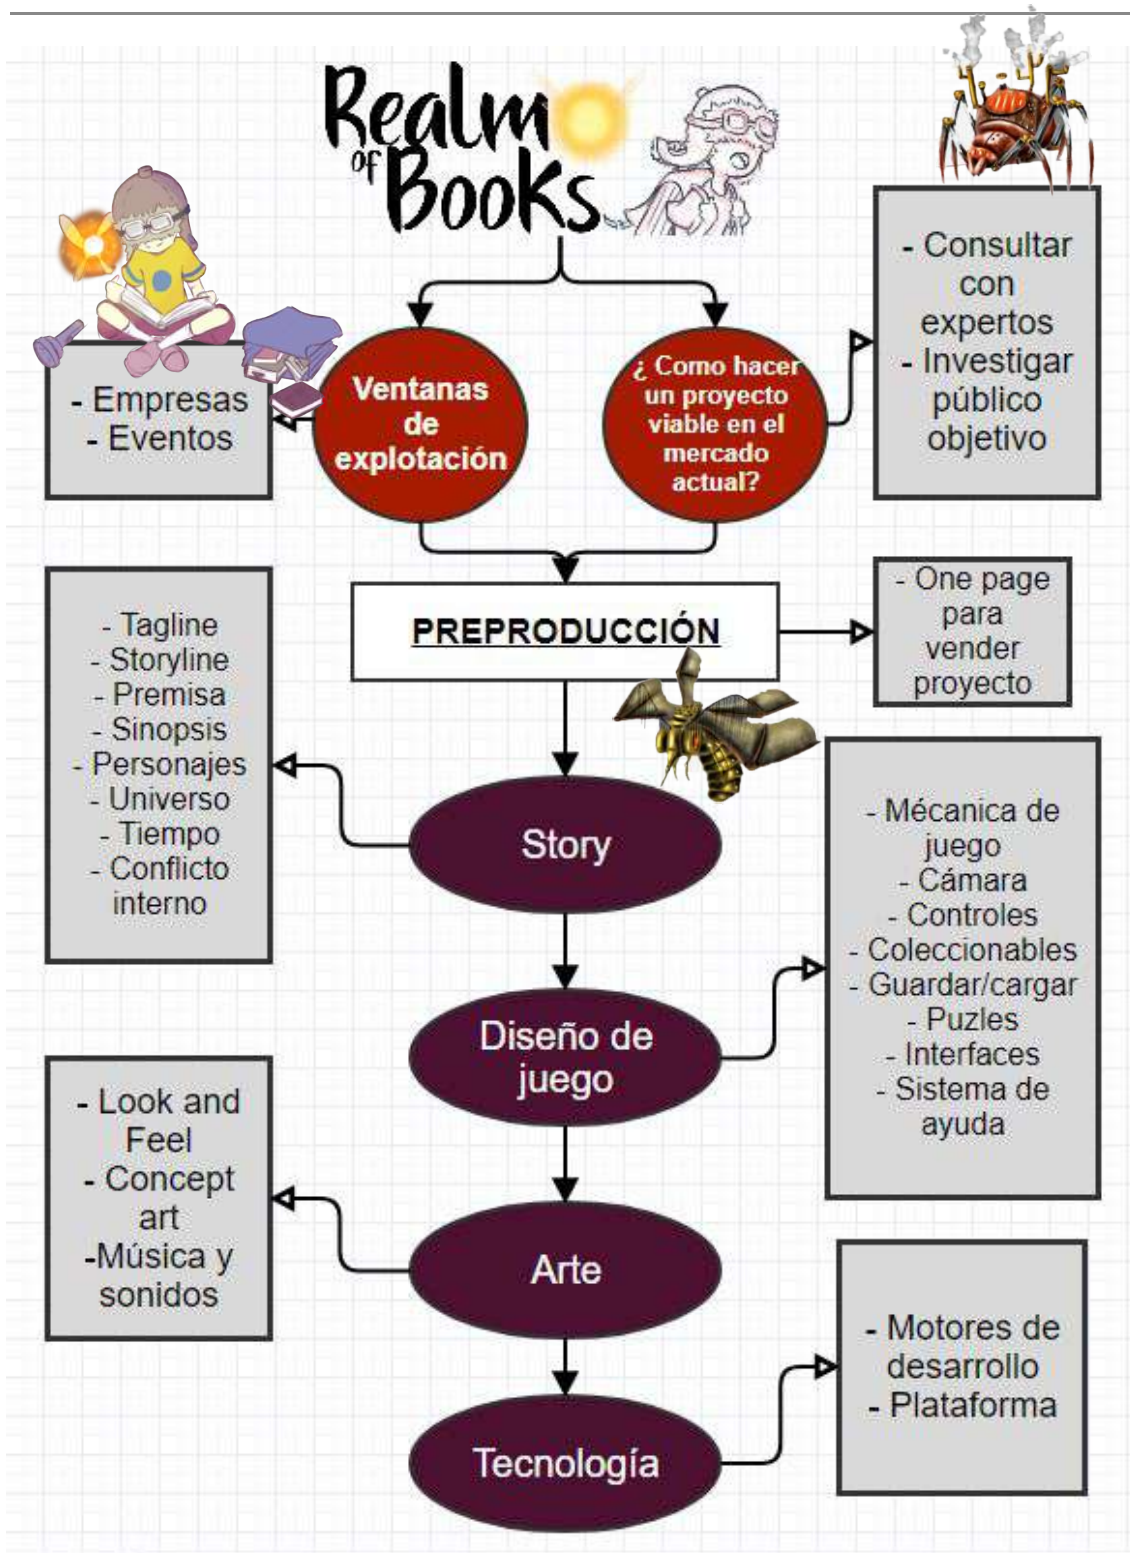 Realm
of
Books
- Empresas
- Eventos
Ventanas
de
explotación
¿ Como hacer
un proyecto
viable en el
mercado
actual?
- Consultar
con
expertos
- Investigar
público
objetivo
PREPRODUCCIÓN
- One page
para
vender
proyecto
- Tagline
- Storyline
- Premisa
- Sinopsis
- Personajes
- Universo
- Tiempo
- Conflicto
interno
Story
- Mécanica de
juego
- Cámara
- Controles
- Coleccionables
- Guardar/cargar
- Puzles
- Interfaces
- Sistema de
ayuda
Diseño de
juego
- Look and
Feel
- Concept
art
-Música y
sonidos
Arte
- Motores de
desarrollo
- Plataforma
Tecnología